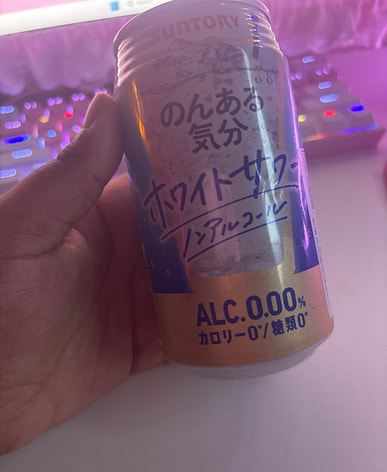 SUNTORY
のんある
気分
ホワイトサワー
ノンアルコール
ALC.0.00%
カロリー0*/糖類0*